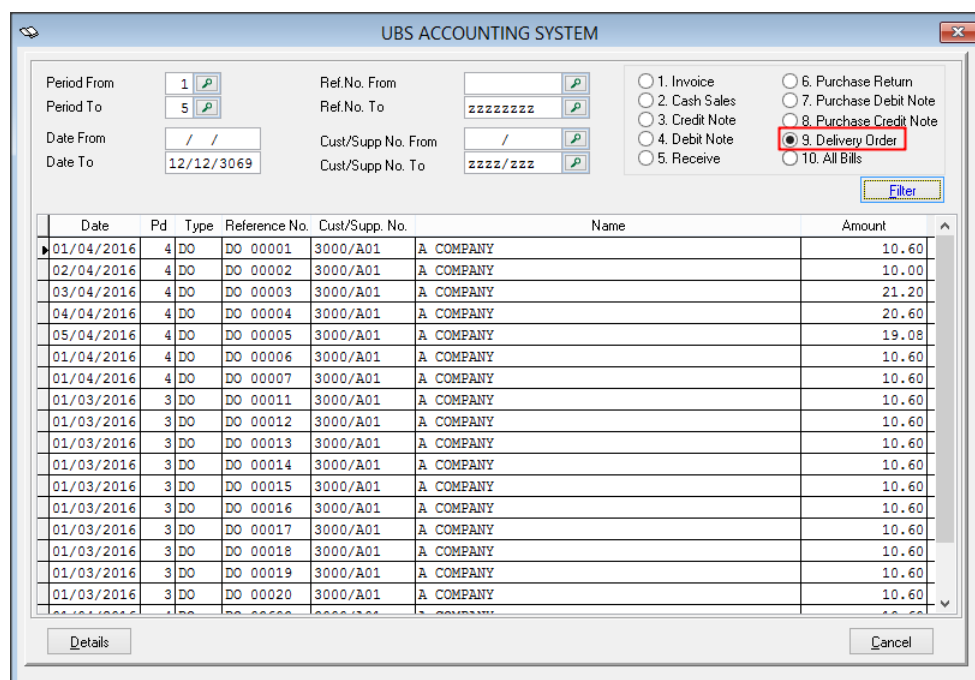 UBS ACCOUNTING SYSTEM
Period From 1 Ref.No. From 1. Invoice 6. Purchase Return
Period To 5 Ref.No. To zzzzzzzz 2. Cash Sales 7. Purchase Debit Note
3. Credit Note 8. Purchase Credit Note
Date From / / Cust/Supp No. From / 4. Debit Note 9. Delivery Order
Date To 12/12/3069 Cust/Supp No. To zzzz/zzz 5. Receive 10. All Bills
Filter
Date Pd Type Reference No. Cust/Supp. No. Name Amount
01/04/2016 4 DO DO 00001 3000/A01 A COMPANY 10.60
02/04/2016 4 DO DO 00002 3000/A01 A COMPANY 10.00
03/04/2016 4 DO DO 00003 3000/A01 A COMPANY 21.20
04/04/2016 4 DO DO 00004 3000/A01 A COMPANY 20.60
05/04/2016 4 DO DO 00005 3000/A01 A COMPANY 19.08
01/04/2016 4 DO DO 00006 3000/A01 A COMPANY 10.60
01/04/2016 4 DO DO 00007 3000/A01 A COMPANY 10.60
01/03/2016 3 DO DO 00011 3000/A01 A COMPANY 10.60
01/03/2016 3 DO DO 00012 3000/A01 A COMPANY 10.60
01/03/2016 3 DO DO 00013 3000/A01 A COMPANY 10.60
01/03/2016 3 DO DO 00014 3000/A01 A COMPANY 10.60
01/03/2016 3 DO DO 00015 3000/A01 A COMPANY 10.60
01/03/2016 3 DO DO 00016 3000/A01 A COMPANY 10.60
01/03/2016 3 DO DO 00017 3000/A01 A COMPANY 10.60
01/03/2016 3 DO DO 00018 3000/A01 A COMPANY 10.60
01/03/2016 3 DO DO 00019 3000/A01 A COMPANY 10.60
01/03/2016 3 DO DO 00020 3000/A01 A COMPANY 10.60
Details Cancel